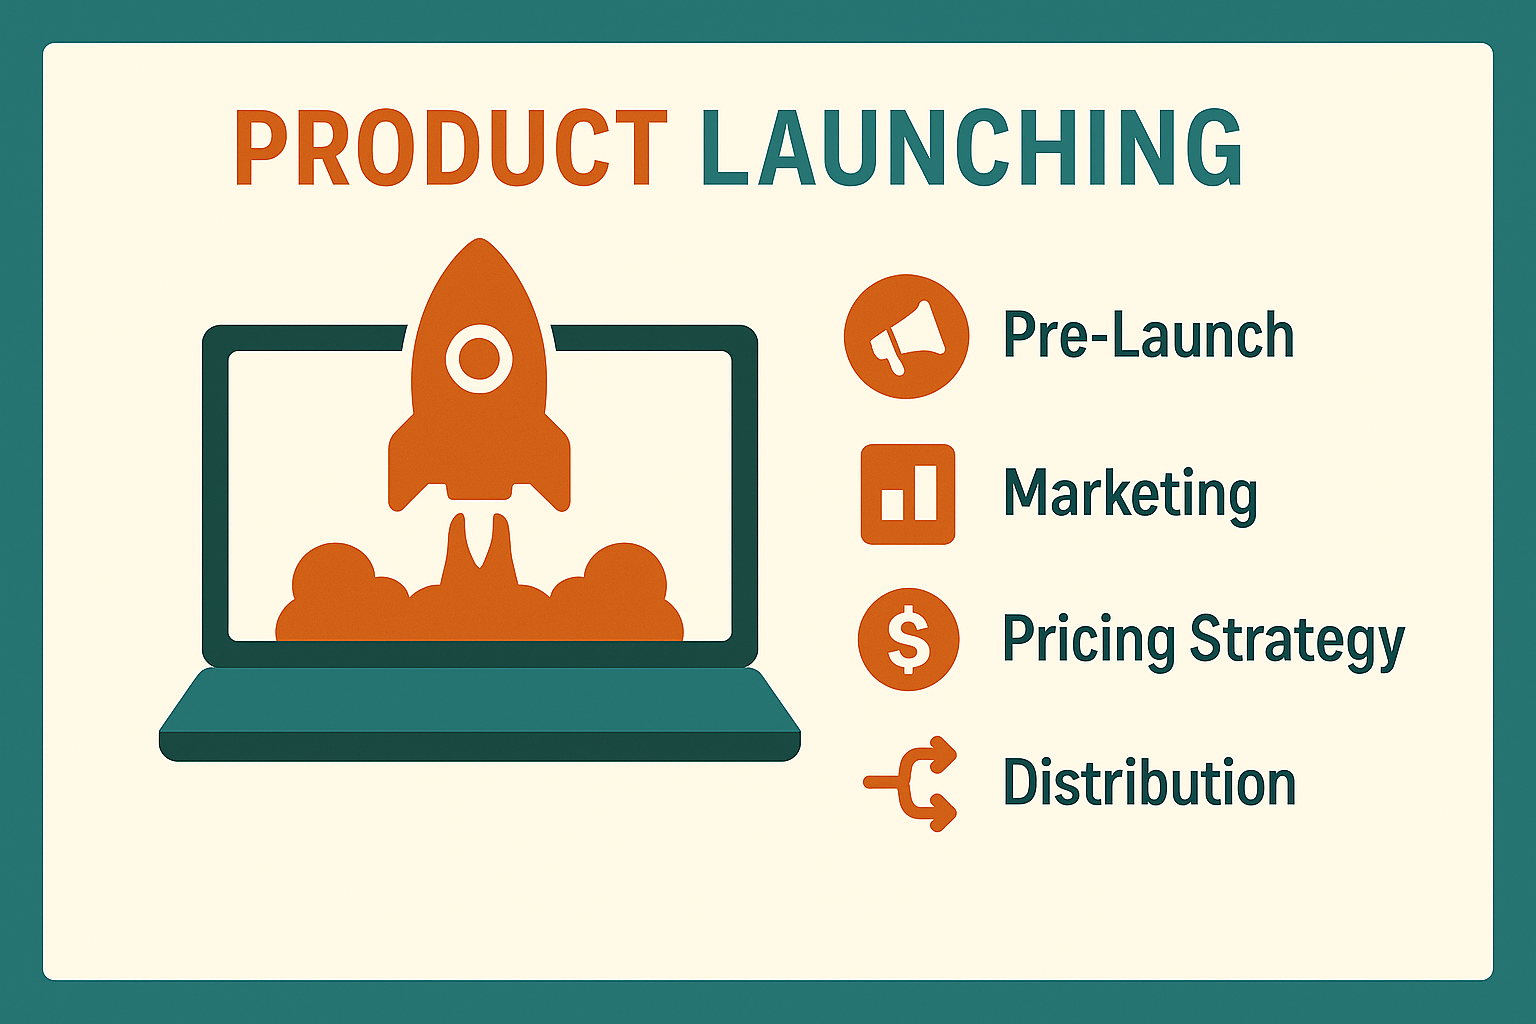 PRODUCT LAUNCHING
Pre-Launch
Marketing
$
Pricing Strategy
Distribution